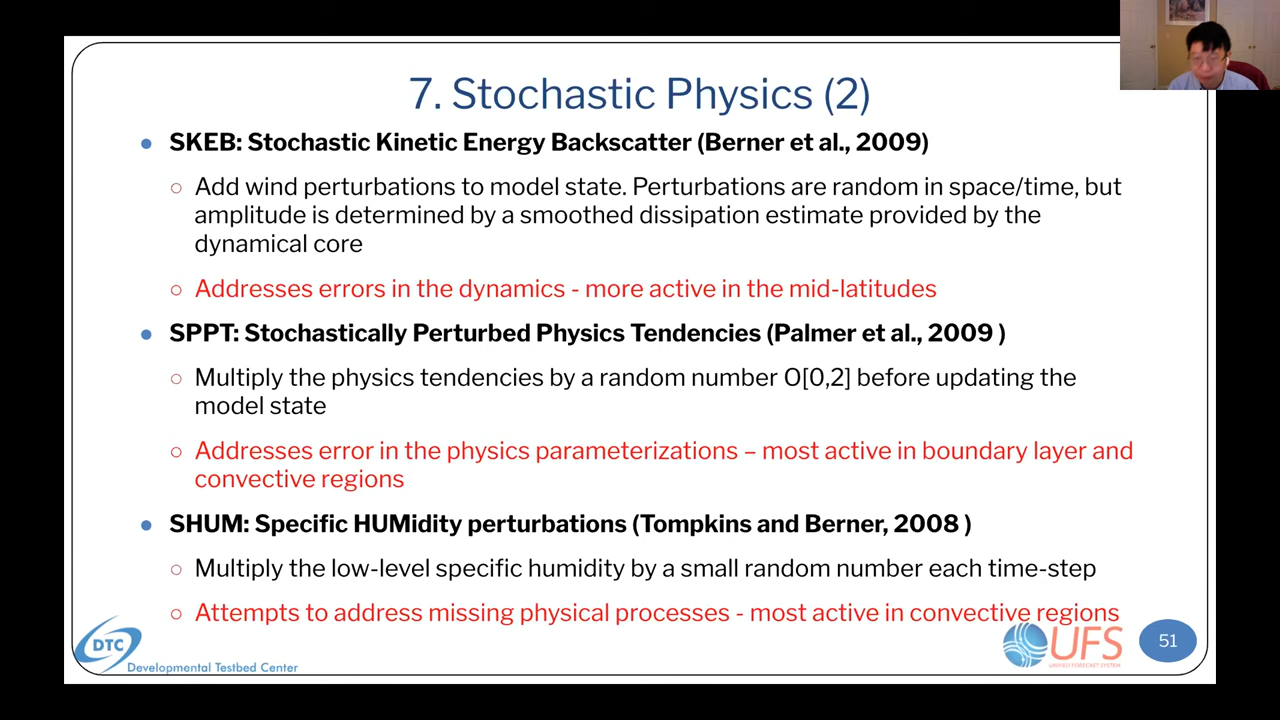 7. Stochastic Physics (2)
● SKEB: Stochastic Kinetic Energy Backscatter (Berner et al., 2009)
○ Add wind perturbations to model state. Perturbations are random in space/time, but
amplitude is determined by a smoothed dissipation estimate provided by the
dynamical core
○ Addresses errors in the dynamics - more active in the mid-latitudes
● SPPT: Stochastically Perturbed Physics Tendencies (Palmer et al., 2009 )
○ Multiply the physics tendencies by a random number O[0,2] before updating the
model state
○ Addresses error in the physics parameterizations – most active in boundary layer and
convective regions
● SHUM: Specific HUMidity perturbations (Tompkins and Berner, 2008 )
○ Multiply the low-level specific humidity by a small random number each time-step
○ Attempts to address missing physical processes - most active in convective regions
DTC
Developmental Testbed Center
UFS
UNIFIED FORECAST SYSTEM
51